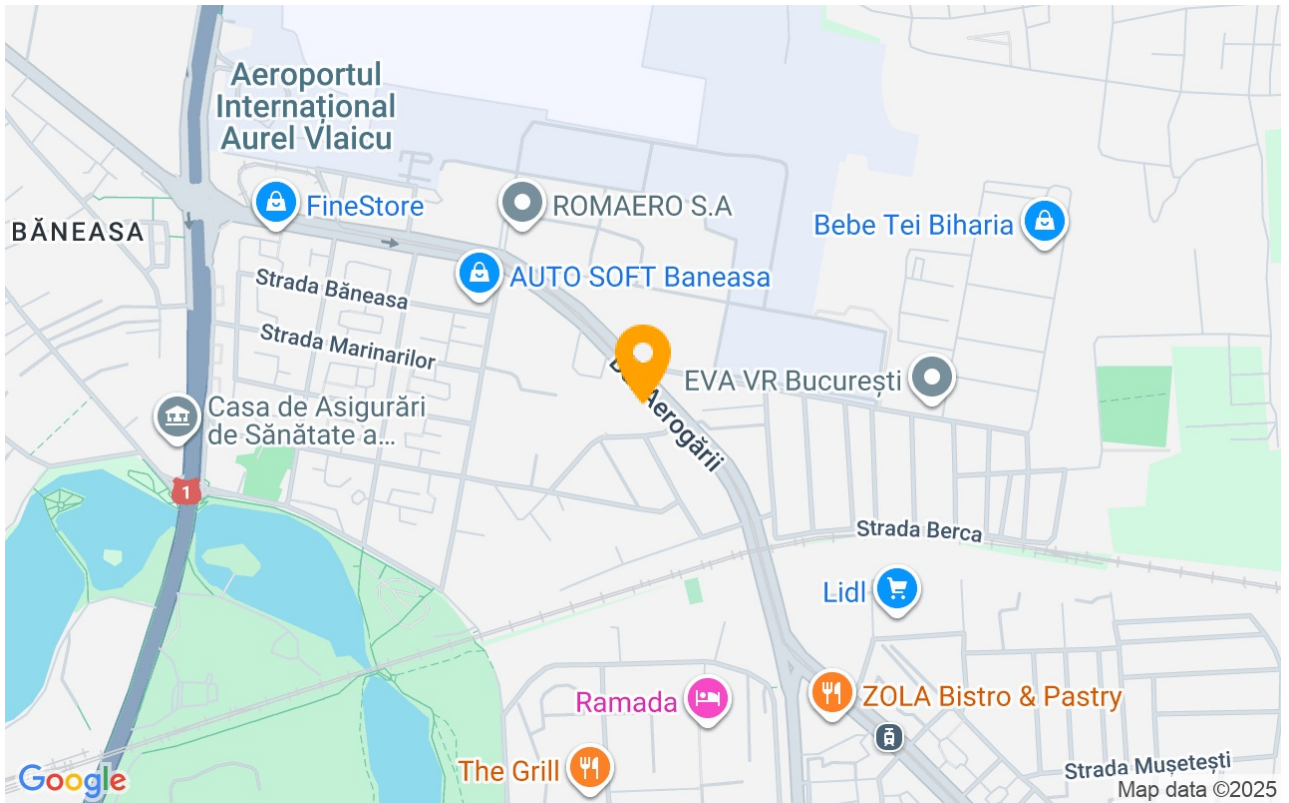 Aeroportul
Internațional
Aurel Vlaicu
FineStore
ROMAERO S.A
BĂNEASA
Bebe Tei Biharia
AUTO SOFT Baneasa
Strada Băneasa
Strada Marinarilor
EVA VR București
Aerogării
Casa de Asigurări
de Sănătate a...
1
Strada Berca
Lidl
Ramada
ZOLA Bistro & Pastry
The Grill
Strada Mușetești
Google
Map data ©2025